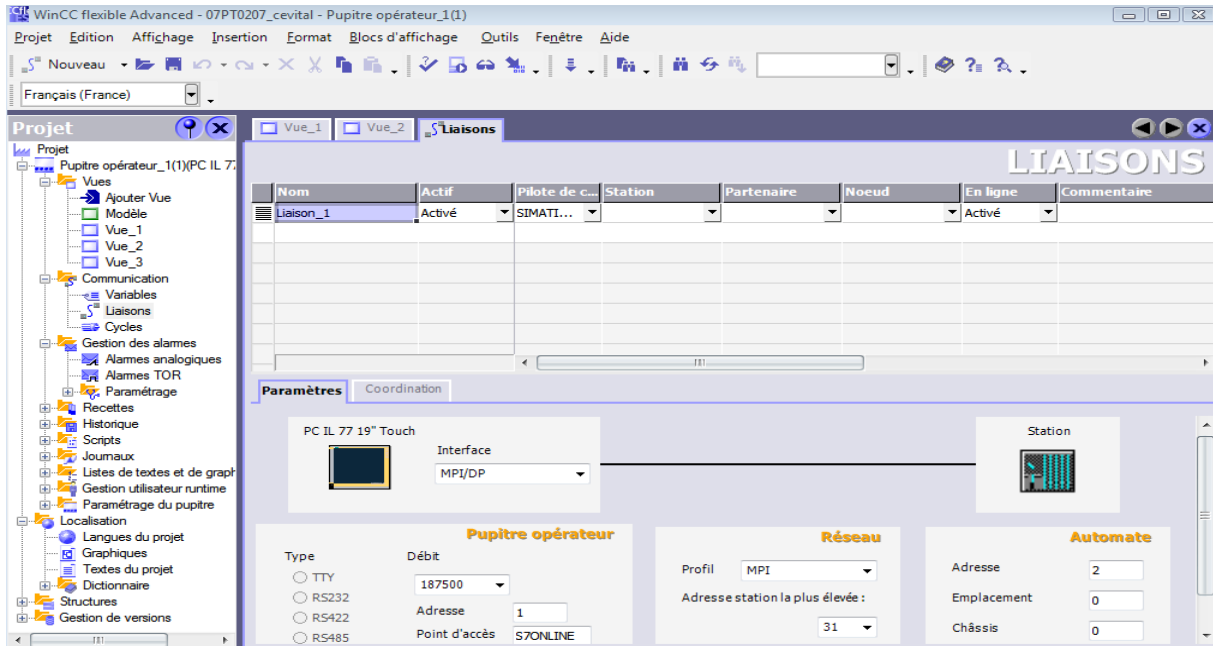 WinCC flexible Advanced - 07PT0207_cevital - Pupitre opérateur_1(1)
Projet Edition Affichage Insertion Format Blocs d'affichage Outils Fenêtre Aide
Nouveau
Français (France)
Projet
Vue_1 Vue_2 Liaisons
Projet
Pupitre opérateur_1(1)(PC IL 77
Vues
Ajouter Vue
Modèle
Vue_1
Vue_2
Vue_3
Communication
Variables
Liaisons
Cycles
Gestion des alarmes
Alarmes analogiques
Alarmes TOR
Paramétrage
Recettes
Historique
Scripts
Journaux
Listes de textes et de graph
Gestion utilisateur runtime
Paramétrage du pupitre
Localisation
Langues du projet
Graphiques
Textes du projet
Dictionnaire
Structures
Gestion de versions
LIAISONS
Nom Actif Pilote de c... Station Partenaire Noeud En ligne Commentaire
Liaison_1 Activé SIMATI... Activé
Paramètres Coordination
PC IL 77 19" Touch
Interface
MPI/DP
Station
Pupitre opérateur
Type Débit
TTY
187500
RS232
RS422
Adresse 1
RS485
Point d'accès S7ONLINE
Réseau
Profil MPI
Adresse station la plus élevée :
31
Automate
Adresse 2
Emplacement 0
Châssis 0